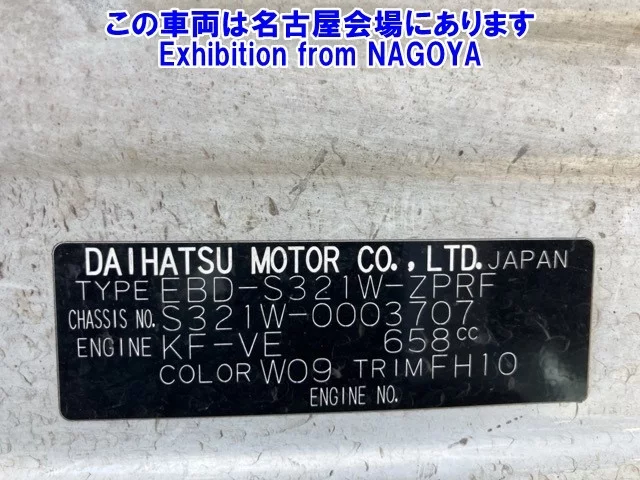 この車両は名古屋会場にあります
Exhibition from NAGOYA
DAIHATSU MOTOR CO., LTD. JAPAN
TYPE EBD-S321W-ZPRF
CHASSIS NO. S321W-0003707
ENGINE KF-VE 658cc
COLOR W09 TRIM FH10
ENGINE NO.